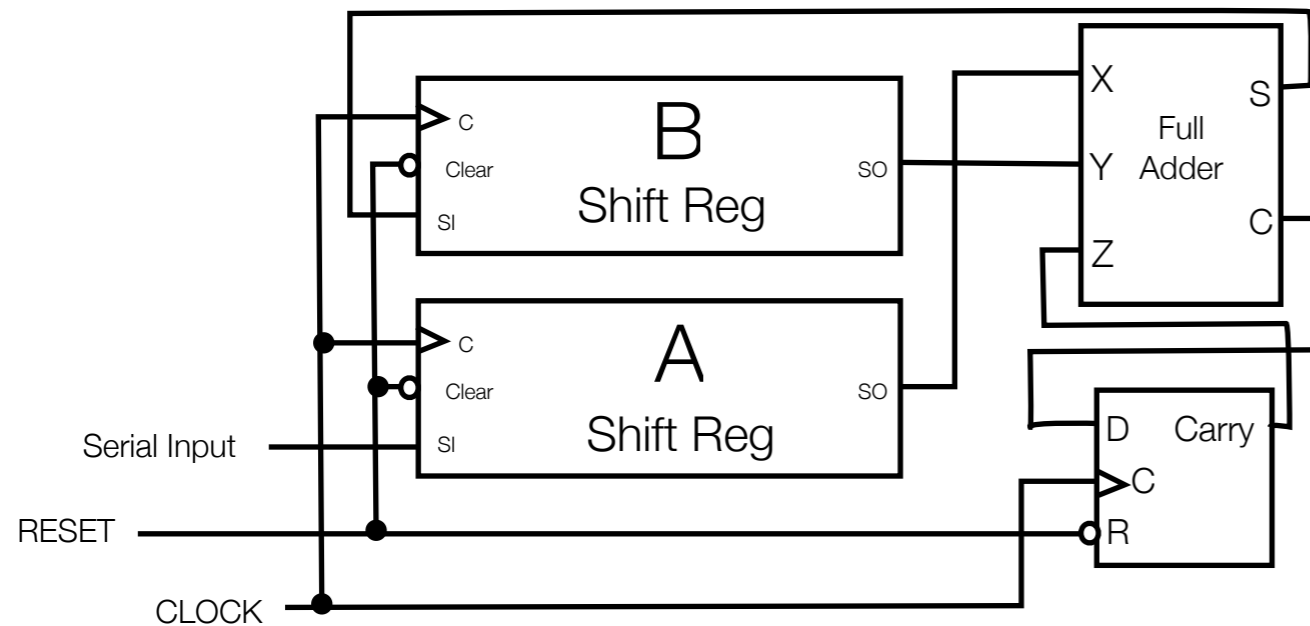 B
Shift Reg
C
Clear
SI
SO
X
Y
Z
Full
Adder
S
C
A
Shift Reg
C
Clear
SI
SO
Serial Input
D
Carry
C
R
RESET
CLOCK